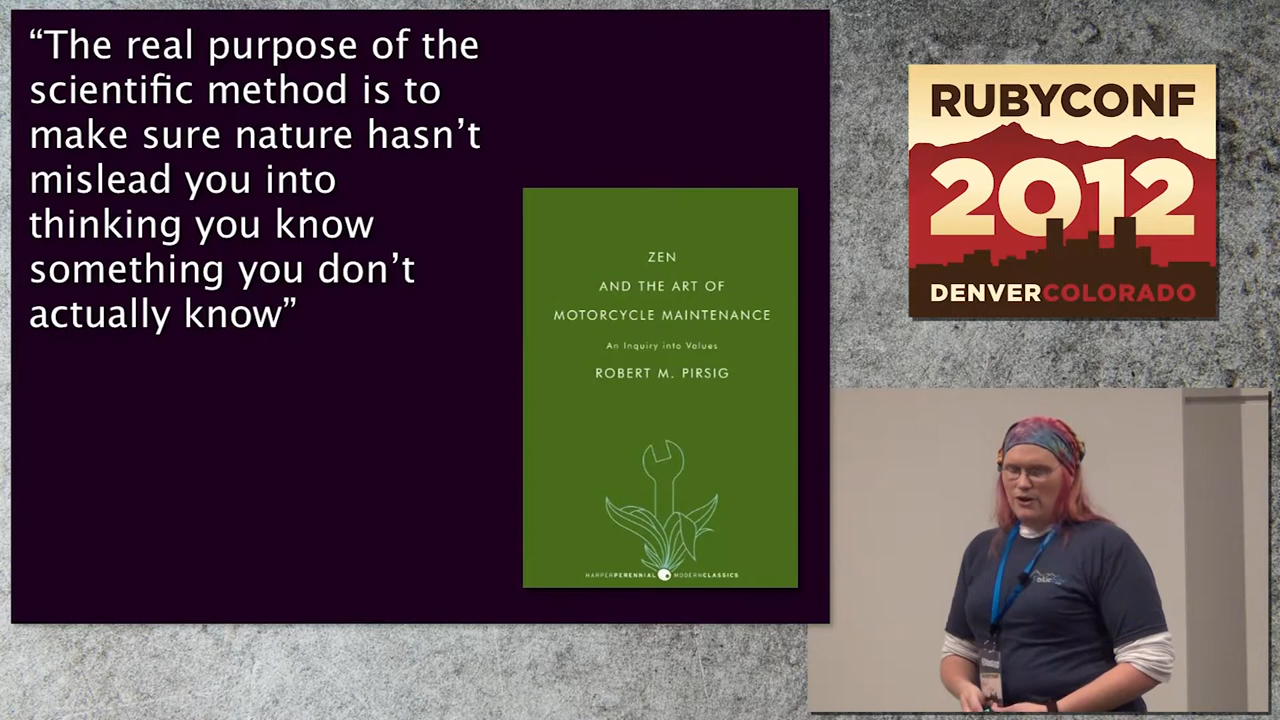 “The real purpose of the
scientific method is to
make sure nature hasn’t
mislead you into
thinking you know
something you don’t
actually know”
ZEN
AND THE ART OF
MOTORCYCLE MAINTENANCE
An Inquiry into Values
ROBERT M. PIRSIG
HARPERPERENNIAL MODERNCLASSICS
RUBYCONF
2012
DENVERCOLORADO